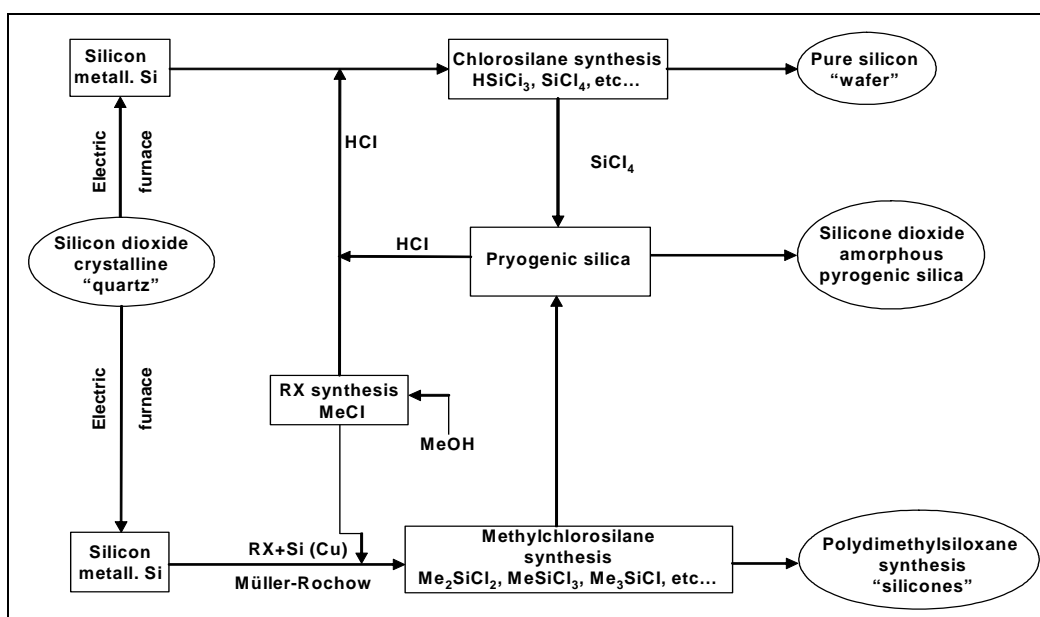 Silicon
metall. Si
Chlorosilane synthesis
HSiCi₃, SiCl₄, etc…
Pure silicon
“wafer”
Electric
furnace
HCl
SiCl₄
Silicon dioxide
crystalline
“quartz”
HCl
Pryogenic silica
Silicone dioxide
amorphous
pyrogenic silica
Electric
furnace
RX synthesis
MeCl
MeOH
Silicon
metall. Si
RX+Si (Cu)
Müller-Rochow
Methylchlorosilane
synthesis
Me₂SiCl₂, MeSiCl₃, Me₃SiCl, etc…
Polydimethylsiloxane
synthesis
“silicones”